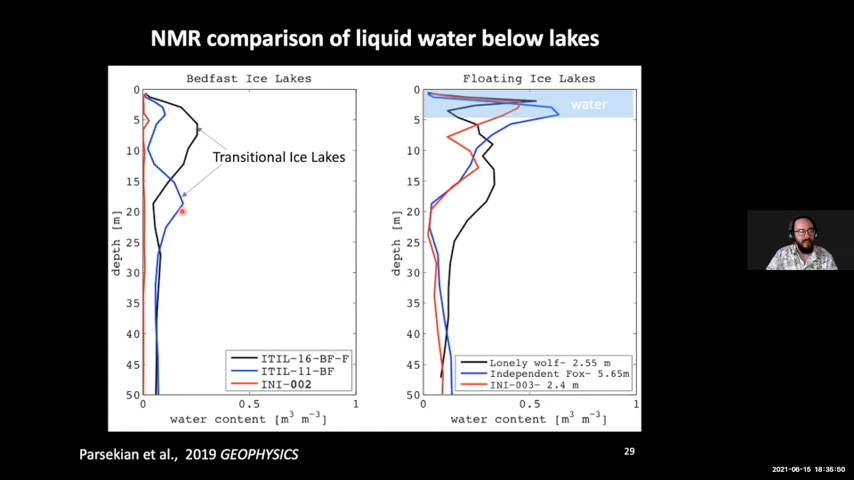 NMR comparison of liquid water below lakes
Bedfast Ice Lakes
0
5
10
15
20
25
30
35
40
45
50
depth [m]
Transitional Ice Lakes
ITIL-16-BF-F
ITIL-11-BF
INI-002
0
0.5
1
water content [m³ m⁻³]
Floating Ice Lakes
0
5
10
15
20
25
30
35
40
45
50
depth [m]
water
Lonely wolf- 2.55 m
Independent Fox- 5.65m
INI-003- 2.4 m
0
0.5
1
water content [m³ m⁻³]
Parsekian et al., 2019 GEOPHYSICS
29
2021-06-15 18:35:50